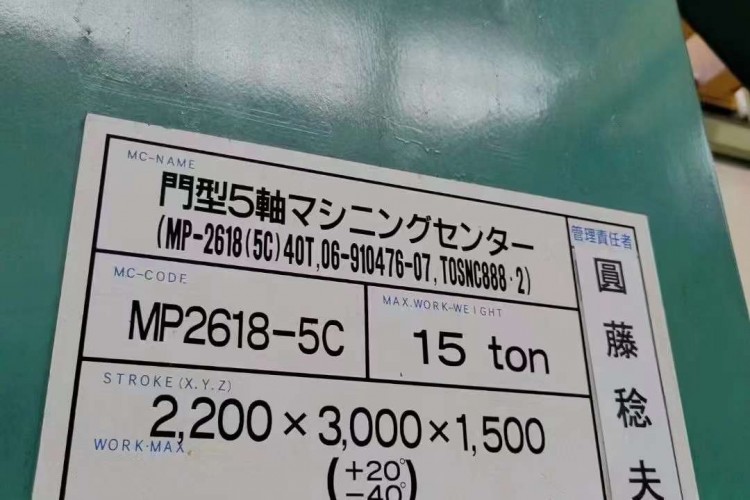 MC-NAME
門型5軸マシニングセンター
(MP-2618(5C)40T,06-910476-07,TOSNC888·2)
管理責任者
圓藤稔夫
MC-CODE
MP2618-5C
MAX.WORK-WEIGHT
15 ton
STROKE(X.Y.Z)
2,200×3,000×1,500
WORK-MAX
(+20°
-40°)